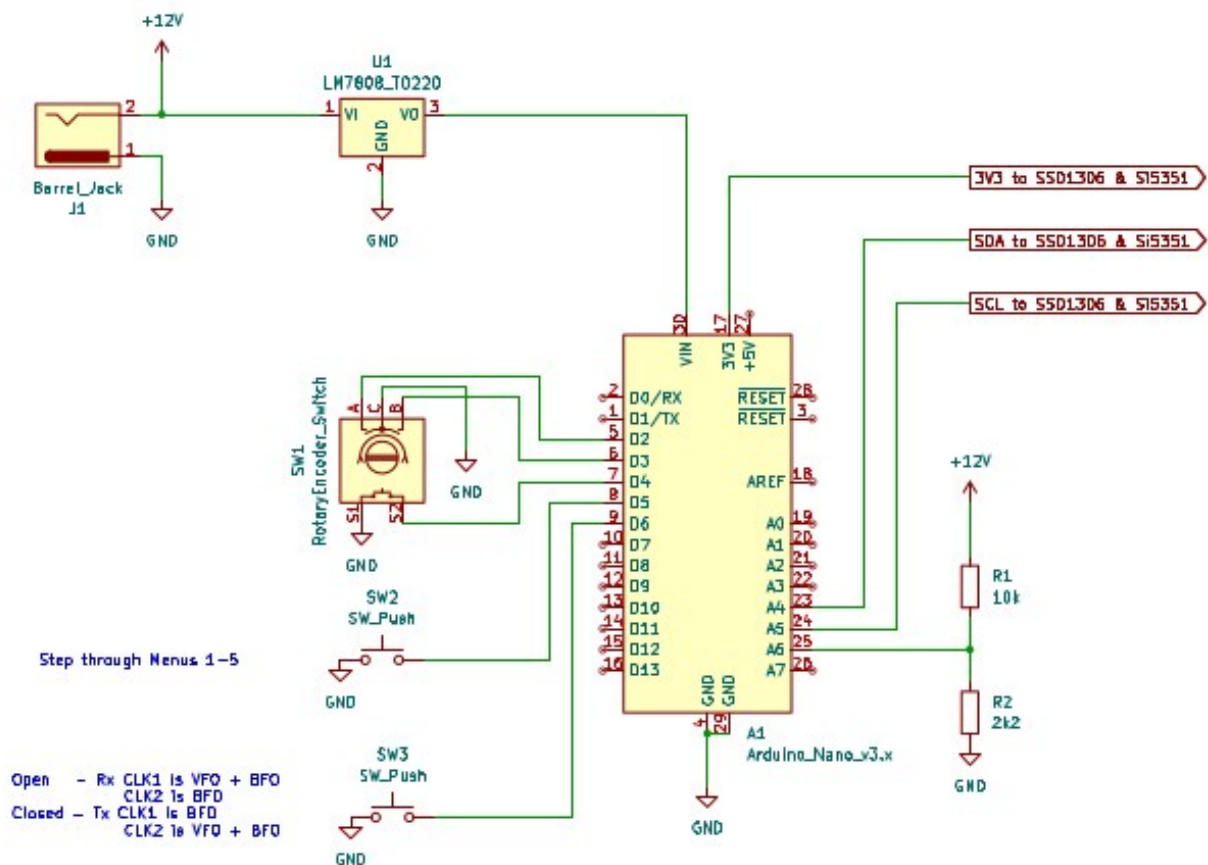 +12V
U1
LM7808_TO220
2
1
VI
VO
3
GND
2
1
Barrel_Jack
J1
GND
GND
3V3 to SSD1306 & Si5351
SDA to SSD1306 & Si5351
SCL to SSD1306 & Si5351
30
17
27
VIN
3V3
+5V
A
C
B
SW1
RotaryEncoder_Switch
S1
S2
GND
GND
2
D0/RX
RESET
28
1
D1/TX
RESET
3
5
D2
6
D3
7
D4
AREF
18
8
D5
9
D6
A0
19
10
D7
A1
20
11
D8
A2
21
12
D9
A3
22
13
D10
A4
23
14
D11
A5
24
15
D12
A6
25
16
D13
A7
26
GND
GND
4
29
A1
Arduino_Nano_v3.x
GND
+12V
R1
10k
R2
2k2
GND
SW2
SW_Push
Step through Menus 1-5
GND
SW3
SW_Push
Open - Rx CLK1 is VFO + BFO
CLK2 is BFO
Closed - Tx CLK1 is BFO
CLK2 is VFO + BFO
GND